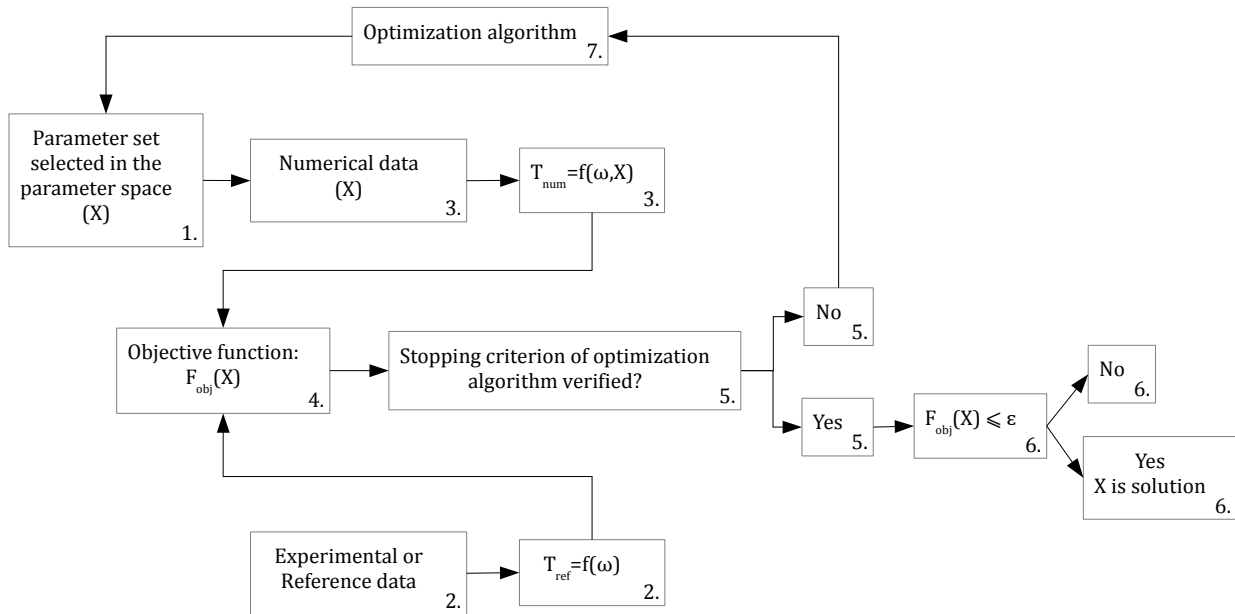 Optimization algorithm
7.
Parameter set
selected in the
parameter space
(X)
1.
Numerical data
(X)
3.
T_num=f(ω,X)
3.
Objective function:
F_obj(X)
4.
Stopping criterion of optimization
algorithm verified?
5.
No
5.
Yes
5.
F_obj(X) ⩽ ε
6.
No
6.
Yes
X is solution
6.
Experimental or
Reference data
2.
T_ref=f(ω)
2.